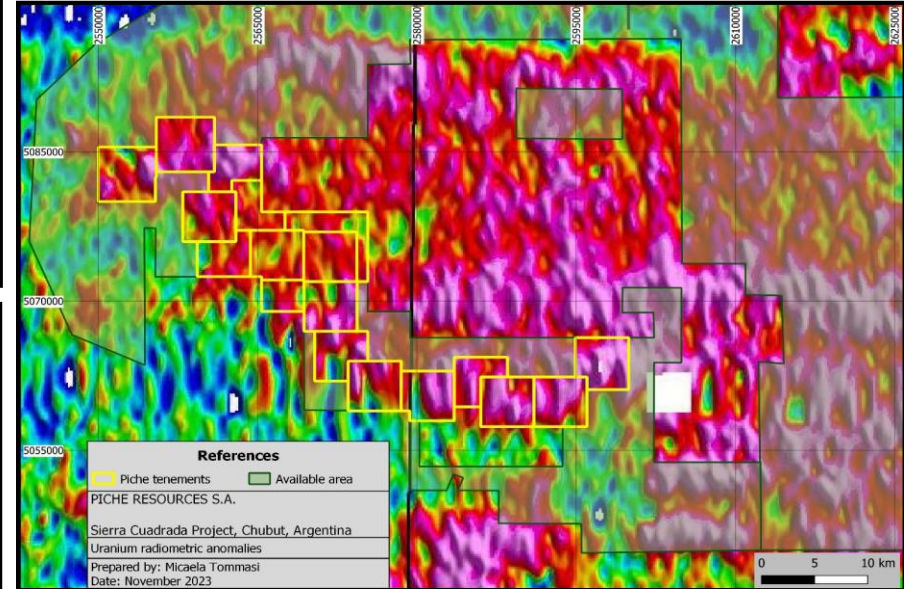 2550000
2565000
2580000
2595000
2610000
2625000
5085000
5070000
5055000
References
Piche tenements Available area
PICHE RESOURCES S.A.
Sierra Cuadrada Project, Chubut, Argentina
Uranium radiometric anomalies
Prepared by: Micaela Tommasi
Date: November 2023
0 5 10 km